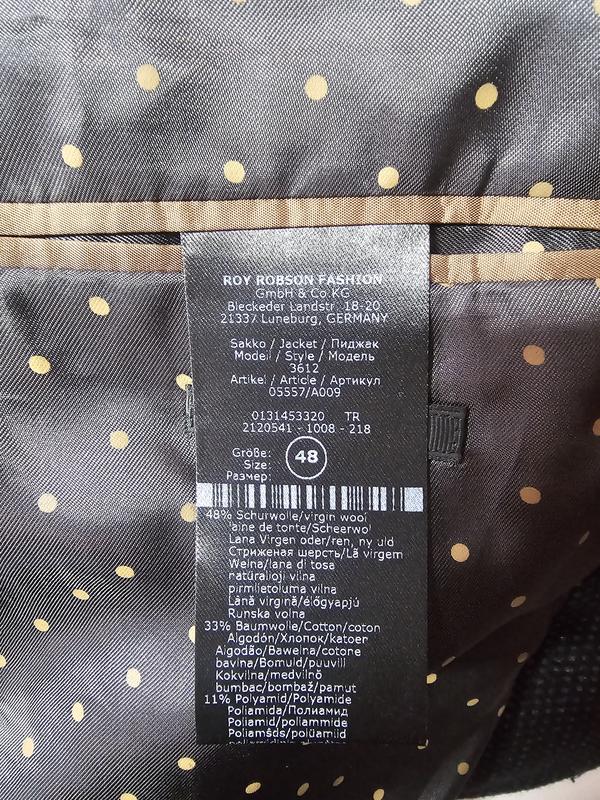 ROY ROBSON FASHION
GmbH & Co.KG
Bleckeder Landstr. 18-20
21337 Luneburg, GERMANY
Sakko / Jacket / Пиджак
Modell / Style / Модель
3612
Artikel / Article / Артикул
05557/A009
0131453320 TR
2120541 - 1008 - 218
Größe:
Size: 48
Размер:
48% Schurwolle/virgin wool
laine de tonte/Scheerwol
Lana Virgen oder/ren, ny uld
Стриженая шерсть/Lã virgem
Wełna/lana di tosa
natūralioji vilna
pirmlietoluma vilna
Lână virgină/élőgyapjú
Runska volna
33% Baumwolle/Cotton/coton
Algodón/Хлопок/katoen
Algodão/Bawełna/cotone
bavlna/Bomuld/puuvill
Kokvilna/medvilnė
bumbac/bombaž/pamut
11% Polyamid/Polyamide
Poliamida/Полиамид
Poliamid/poliammide
Poliamīds/polüamiid